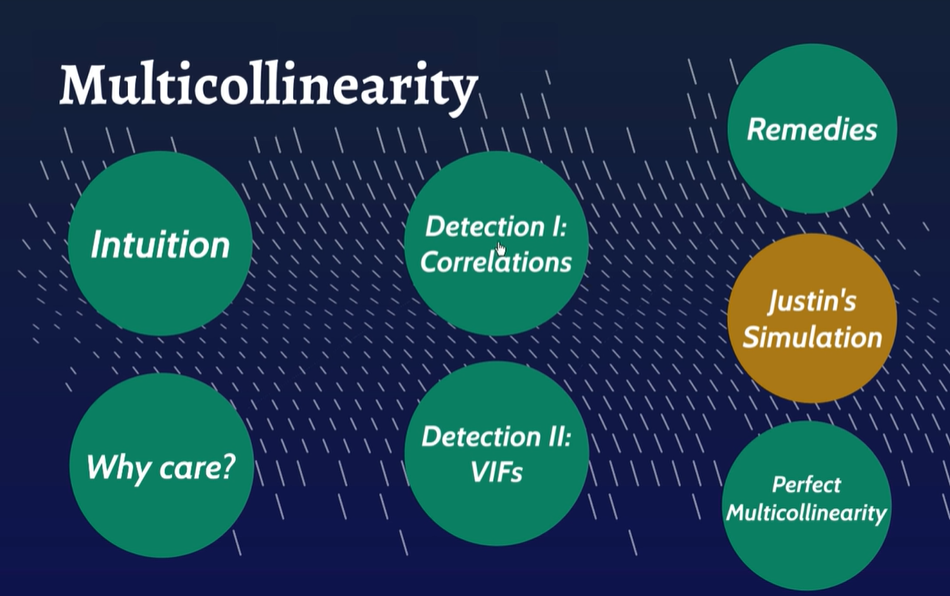 Multicollinearity
Intuition
Why care?
Detection I:
Correlations
Detection II:
VIFs
Remedies
Justin's
Simulation
Perfect
Multicollinearity